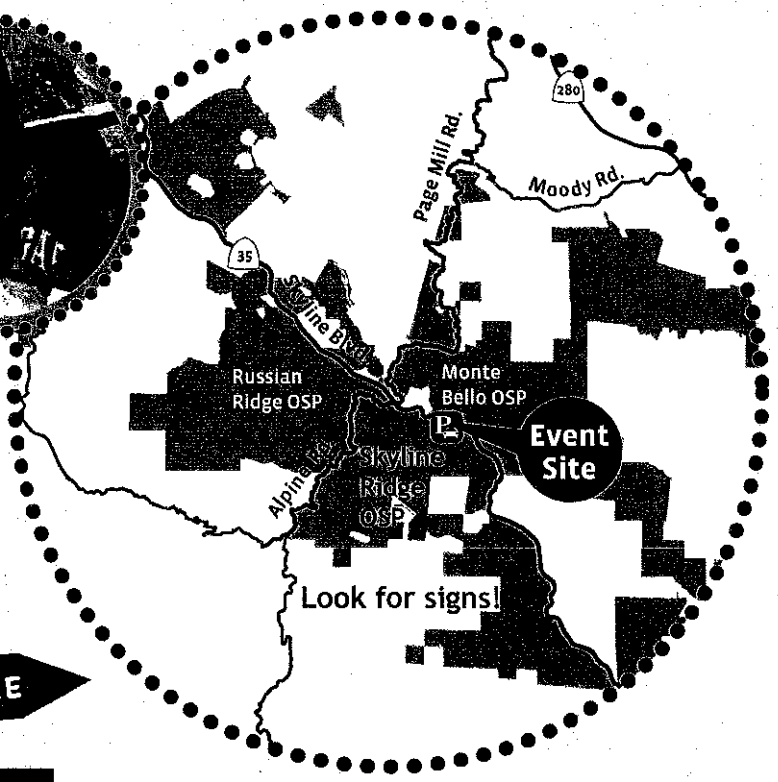 280
Page Mill Rd.
Moody Rd.
35
Skyline Blvd.
Russian
Ridge OSP
Monte
Bello OSP
P
Event
Site
Skyline
Ridge
OSP
Alpine
Look for signs!
E